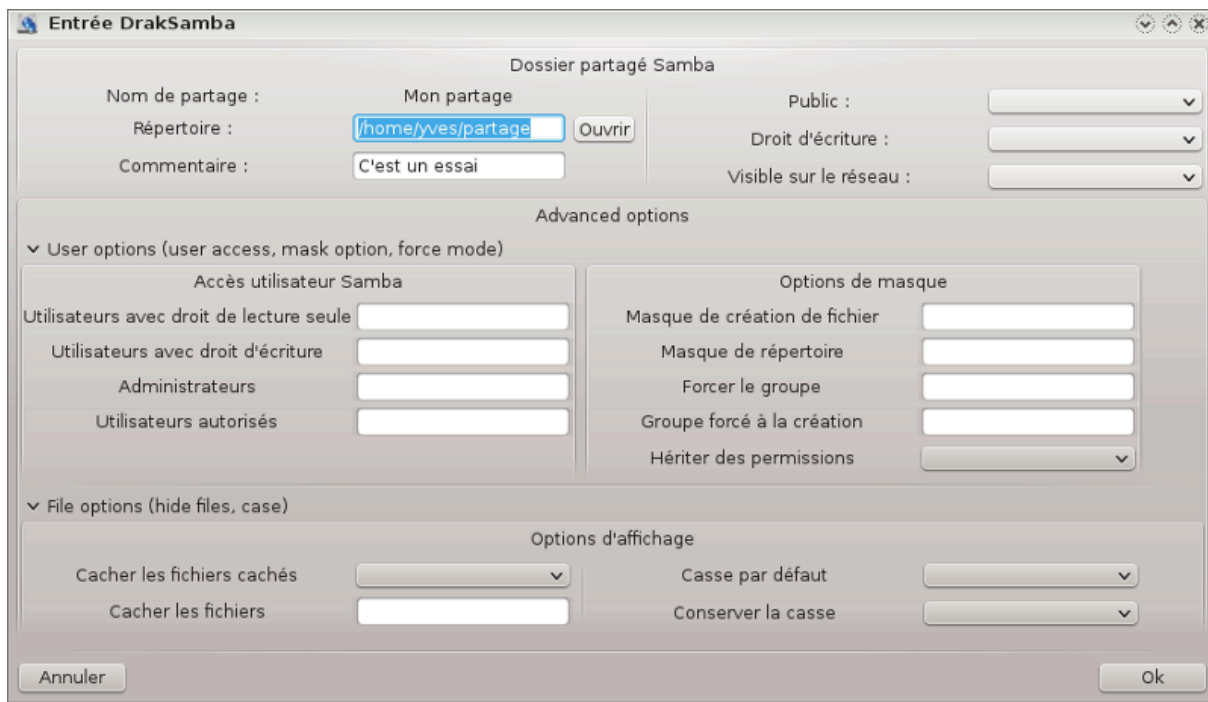 Entrée DrakSamba
Dossier partagé Samba
Nom de partage : Mon partage
Répertoire : /home/yves/partage Ouvrir
Commentaire : C'est un essai
Public :
Droit d'écriture :
Visible sur le réseau :
Advanced options
User options (user access, mask option, force mode)
Accès utilisateur Samba
Utilisateurs avec droit de lecture seule
Utilisateurs avec droit d'écriture
Administrateurs
Utilisateurs autorisés
Options de masque
Masque de création de fichier
Masque de répertoire
Forcer le groupe
Groupe forcé à la création
Hériter des permissions
File options (hide files, case)
Options d'affichage
Cacher les fichiers cachés
Cacher les fichiers
Casse par défaut
Conserver la casse
Annuler Ok